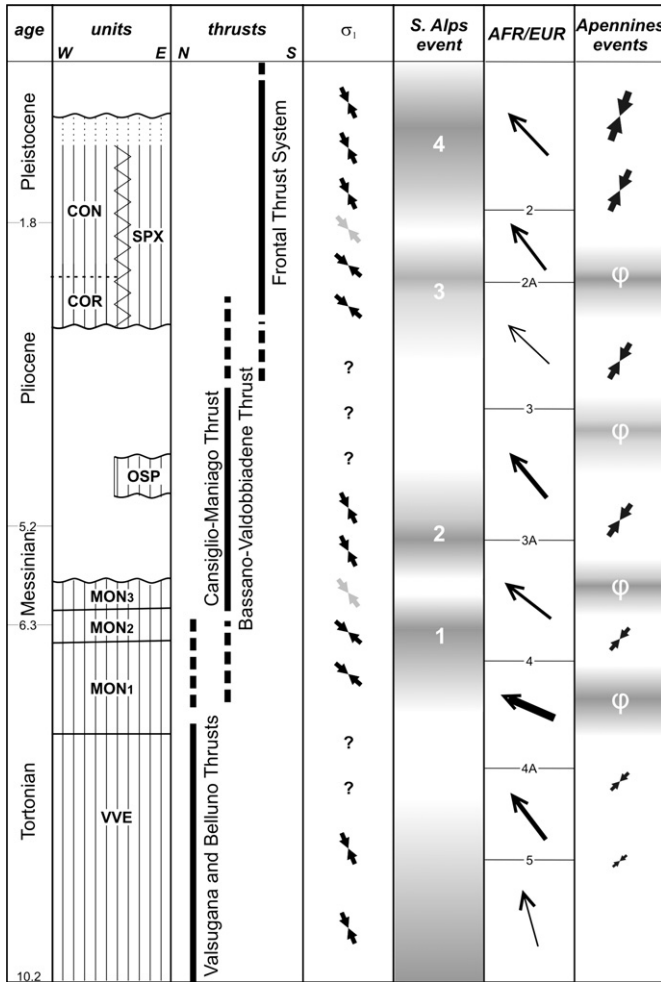 age
units
W E
thrusts
N S
σ₁
S. Alps
event
AFR/EUR
Apennines
events
Pleistocene
1.8
Pliocene
5.2
Messinian
6.3
Tortonian
10.2
CON
SPX
COR
OSP
MON3
MON2
MON1
VVE
Frontal Thrust System
Bassano-Valdobbiadene Thrust
Cansiglio-Maniago Thrust
Valsugana and Belluno Thrusts
?
?
?
?
?
4
3
2
1
2
2A
3
3A
4
4A
5
φ
φ
φ
φ